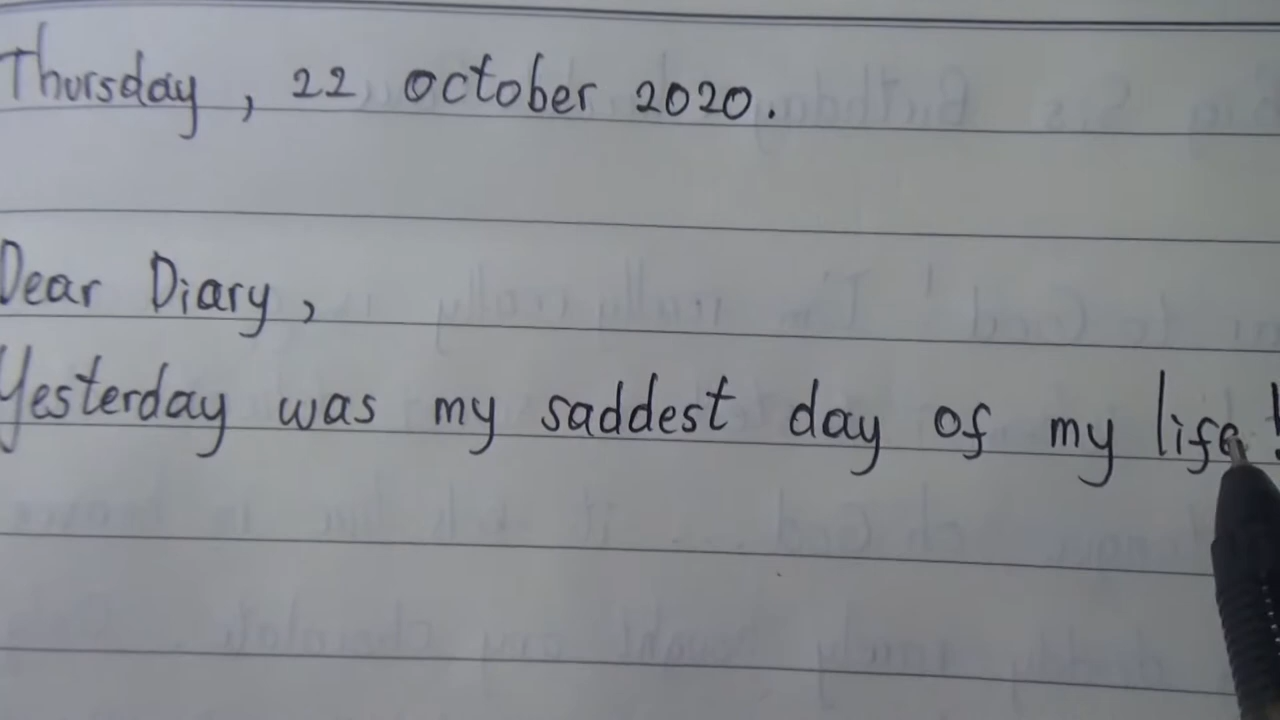 Thursday, 22 October 2020.
Dear Diary,
Yesterday was my saddest day of my life!